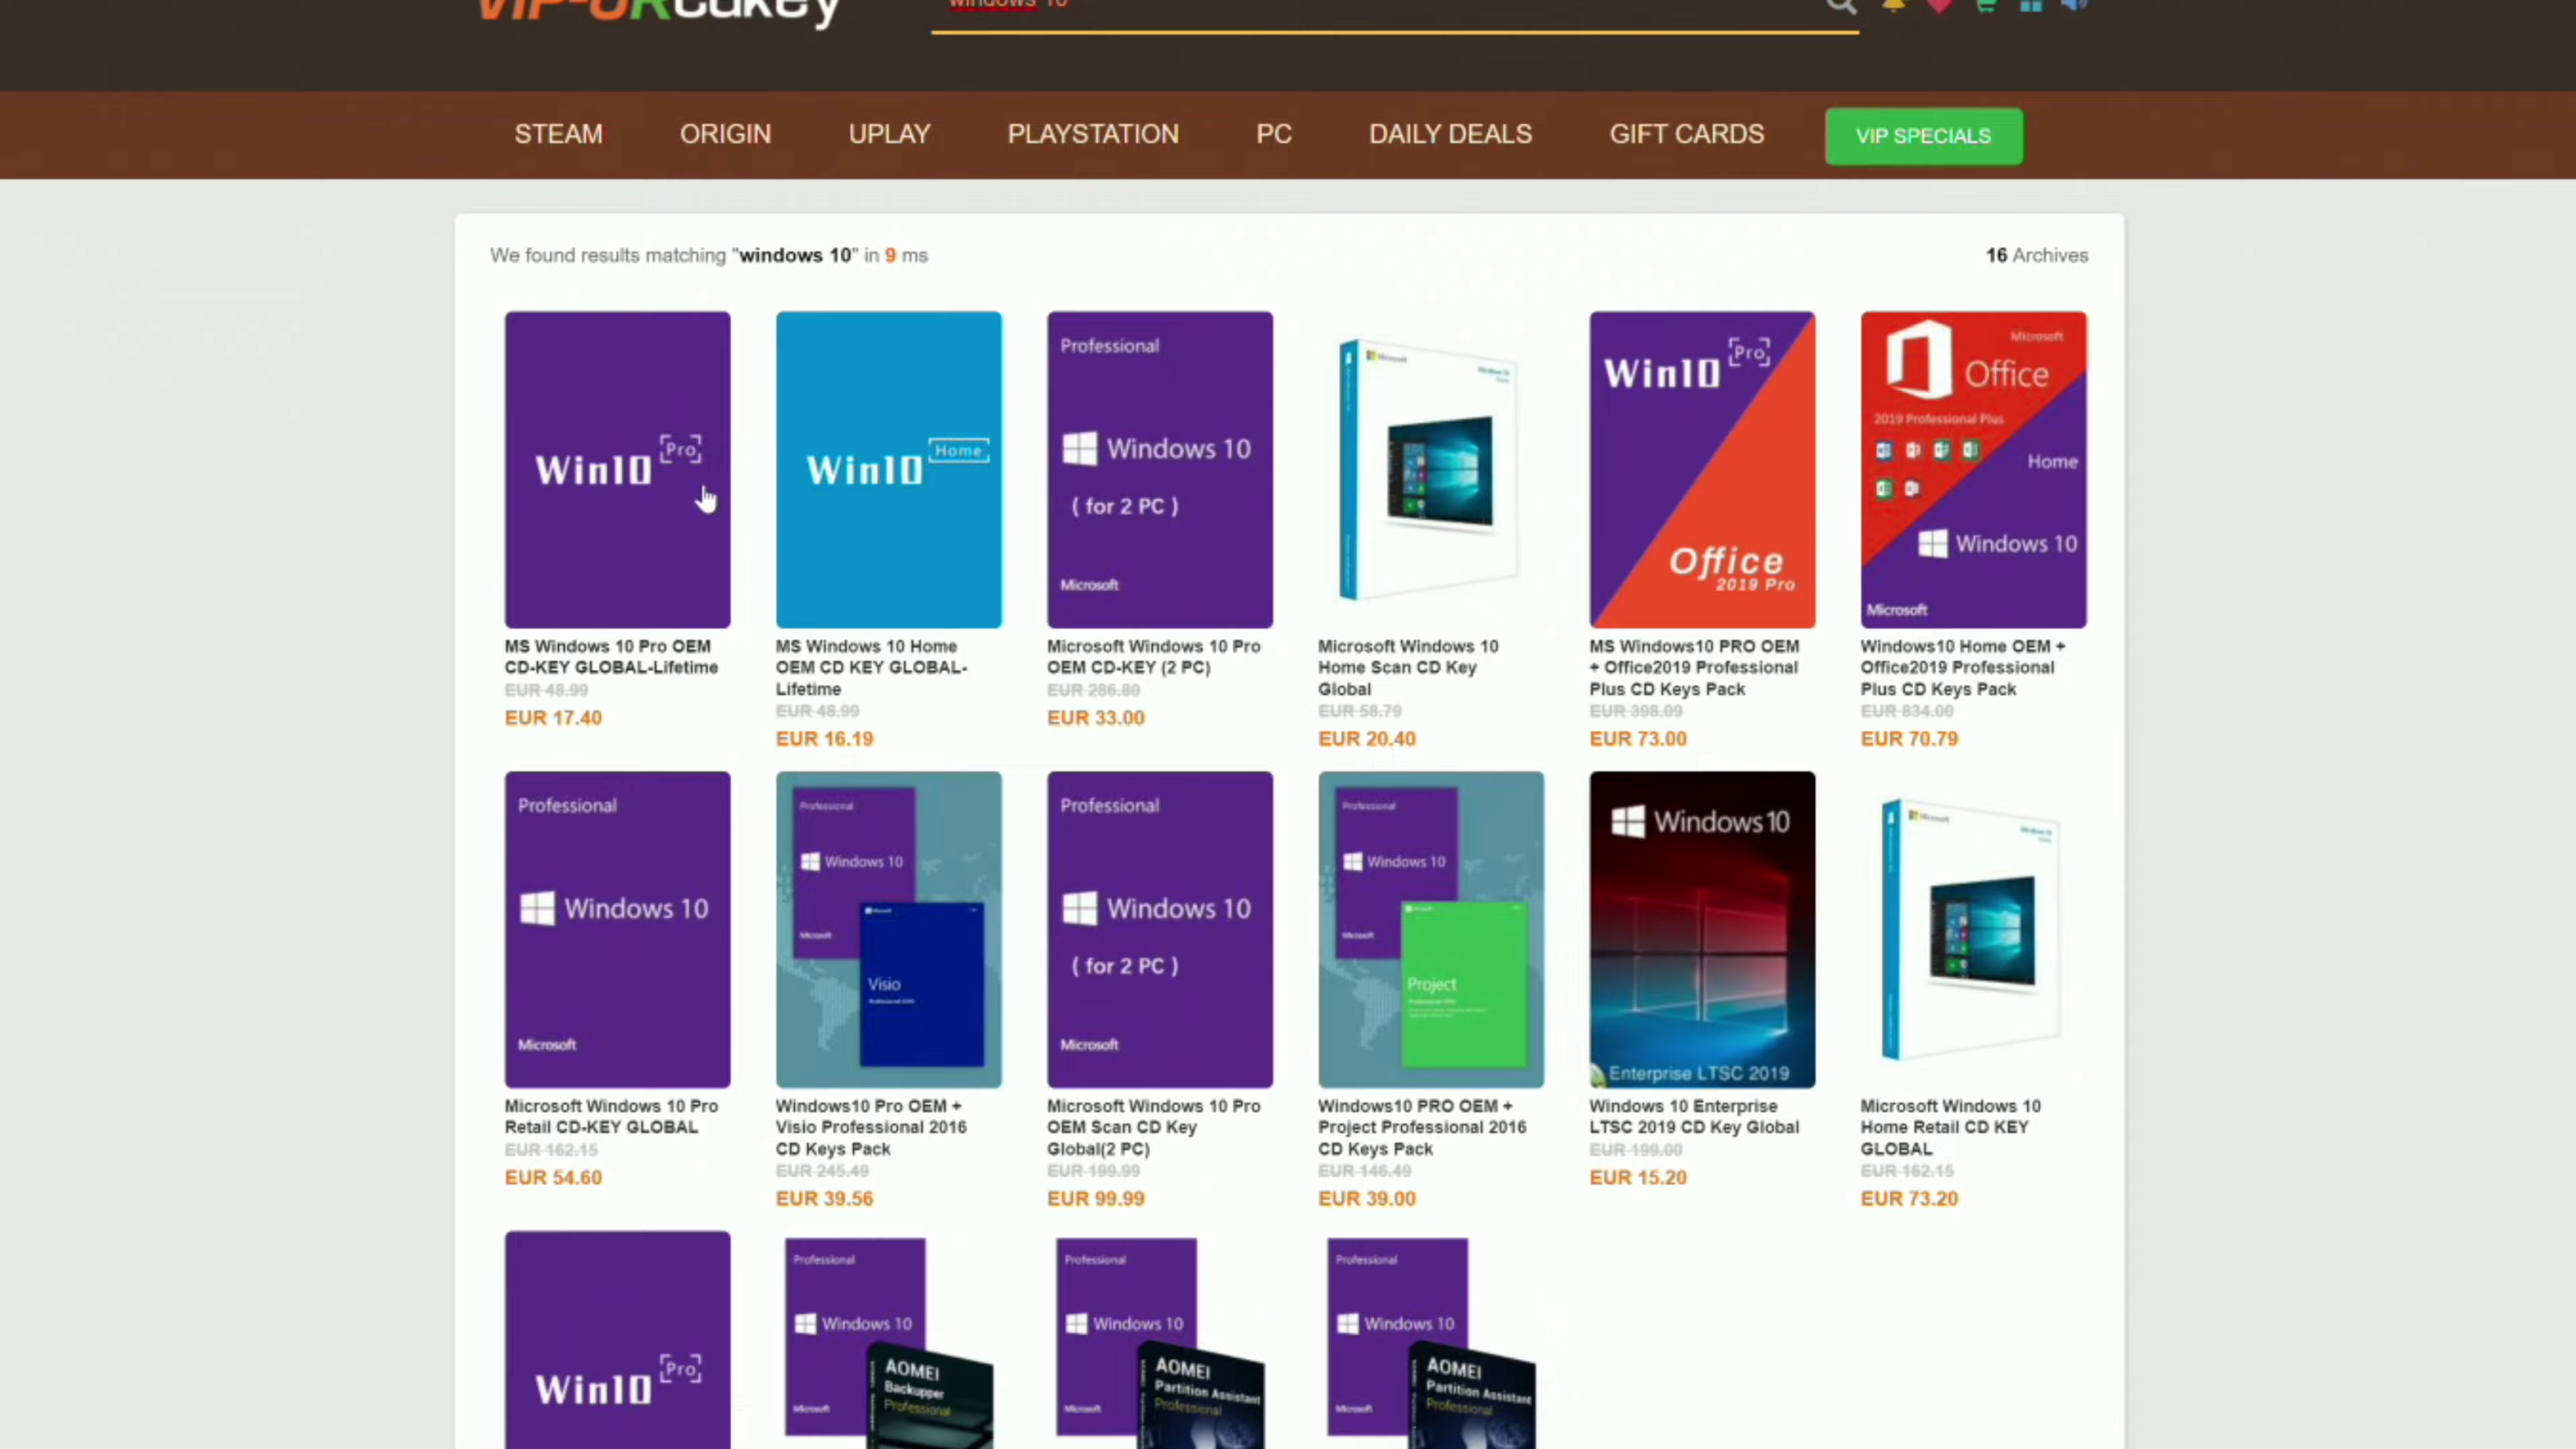 VIP-URcdkey
windows 10
STEAM ORIGIN UPLAY PLAYSTATION PC DAILY DEALS GIFT CARDS VIP SPECIALS
We found results matching "windows 10" in 9 ms
16 Archives
Win10 [Pro]
Win10 [Home]
Professional
Windows 10
( for 2 PC )
Microsoft
Microsoft
Win10 [Pro]
Office
2019 Pro
Microsoft
Office
2019 Professional Plus
Home
Windows 10
Microsoft
MS Windows 10 Pro OEM
CD-KEY GLOBAL-Lifetime
EUR 48.99
EUR 17.40
MS Windows 10 Home
OEM CD KEY GLOBAL-
Lifetime
EUR 48.99
EUR 16.19
Microsoft Windows 10 Pro
OEM CD-KEY (2 PC)
EUR 286.80
EUR 33.00
Microsoft Windows 10
Home Scan CD Key
Global
EUR 58.79
EUR 20.40
MS Windows10 PRO OEM
+ Office2019 Professional
Plus CD Keys Pack
EUR 398.09
EUR 73.00
Windows10 Home OEM +
Office2019 Professional
Plus CD Keys Pack
EUR 834.00
EUR 70.79
Professional
Windows 10
Microsoft
Professional
Windows 10
Microsoft
Visio
Professional
Windows 10
( for 2 PC )
Microsoft
Professional
Windows 10
Microsoft
Project
Windows 10
Enterprise LTSC 2019
Microsoft
Microsoft Windows 10 Pro
Retail CD-KEY GLOBAL
EUR 162.15
EUR 54.60
Windows10 Pro OEM +
Visio Professional 2016
CD Keys Pack
EUR 245.49
EUR 39.56
Microsoft Windows 10 Pro
OEM Scan CD Key
Global(2 PC)
EUR 199.99
EUR 99.99
Windows10 PRO OEM +
Project Professional 2016
CD Keys Pack
EUR 146.49
EUR 39.00
Windows 10 Enterprise
LTSC 2019 CD Key Global
EUR 199.00
EUR 15.20
Microsoft Windows 10
Home Retail CD KEY
GLOBAL
EUR 162.15
EUR 73.20
Win10 [Pro]
Professional
Windows 10
Microsoft
AOMEI
Backupper
Professional
Professional
Windows 10
Microsoft
AOMEI
Partition Assistant
Professional
Professional
Windows 10
Microsoft
AOMEI
Partition Assistant
Professional